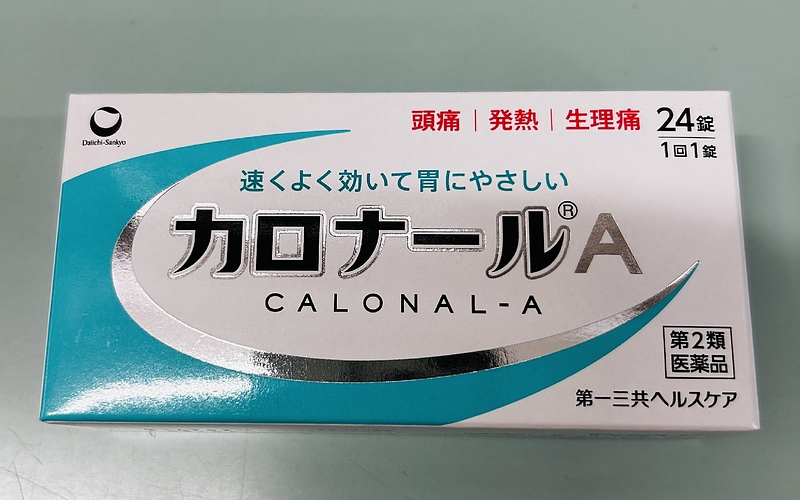 Daiichi-Sankyo
頭痛｜発熱｜生理痛
24錠
1回1錠
速くよく効いて胃にやさしい
カロナール®A
CALONAL-A
第2類
医薬品
第一三共ヘルスケア